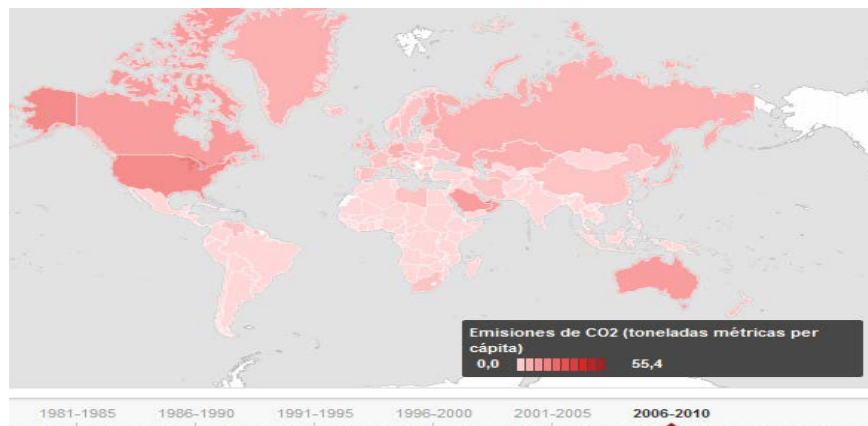 Emisiones de CO2 (toneladas métricas per
cápita)
0,0 55,4
1981-1985 1986-1990 1991-1995 1996-2000 2001-2005 2006-2010